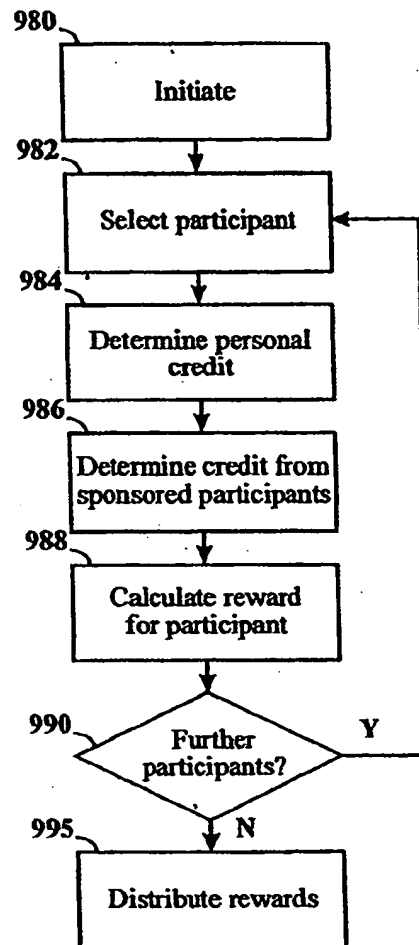 980
Initiate
982
Select participant
984
Determine personal
credit
986
Determine credit from
sponsored participants
988
Calculate reward
for participant
990
Further
participants?
Y
N
995
Distribute rewards